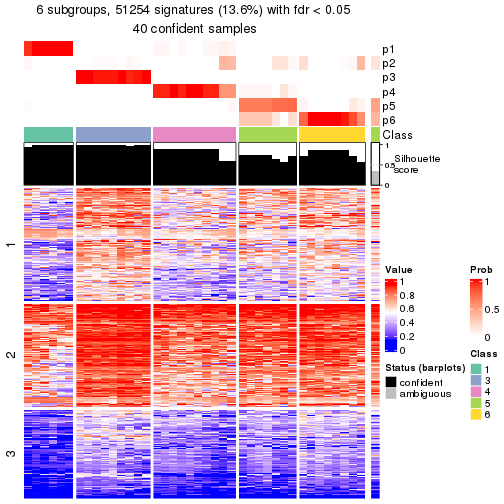 6 subgroups, 51254 signatures (13.6%) with fdr < 0.05
40 confident samples
p1
p2
p3
p4
p5
p6
Class
1
0.5
0
Silhouette
score
1
2
3
Value
1
0.8
0.6
0.4
0.2
0
Status (barplots)
confident
ambiguous
Prob
1
0.5
0
Class
1
3
4
5
6